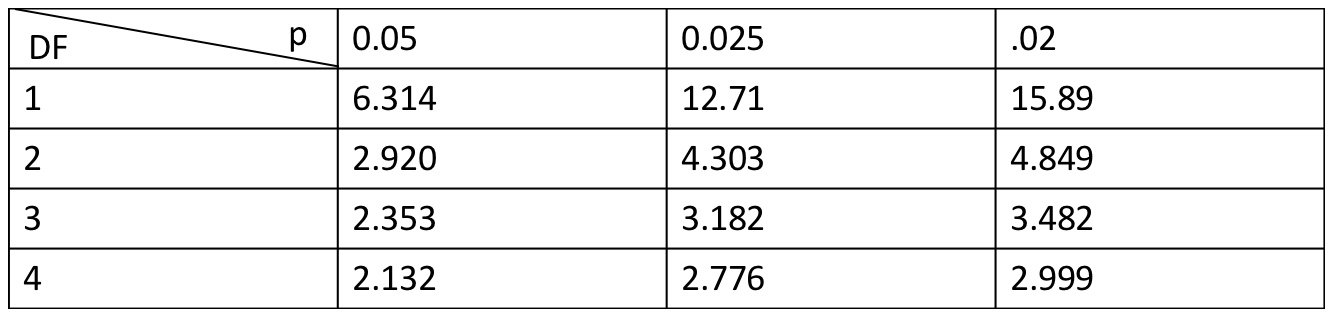 DF p 0.05 0.025 .02
1 6.314 12.71 15.89
2 2.920 4.303 4.849
3 2.353 3.182 3.482
4 2.132 2.776 2.999